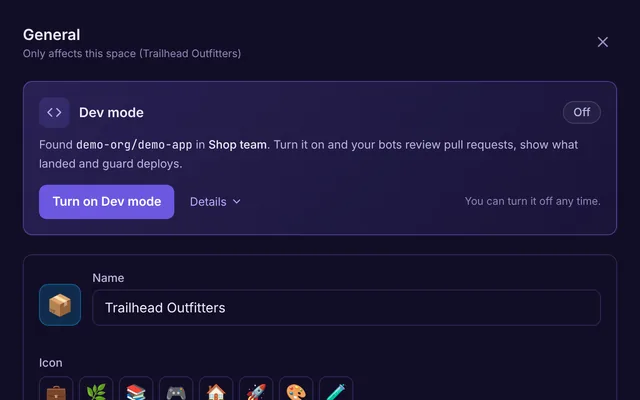 General
Only affects this space (Trailhead Outfitters)
Dev mode
Off
Found demo-org/demo-app in Shop team. Turn it on and your bots review pull requests, show what
landed and guard deploys.
Turn on Dev mode
Details
You can turn it off any time.
Name
Trailhead Outfitters
Icon